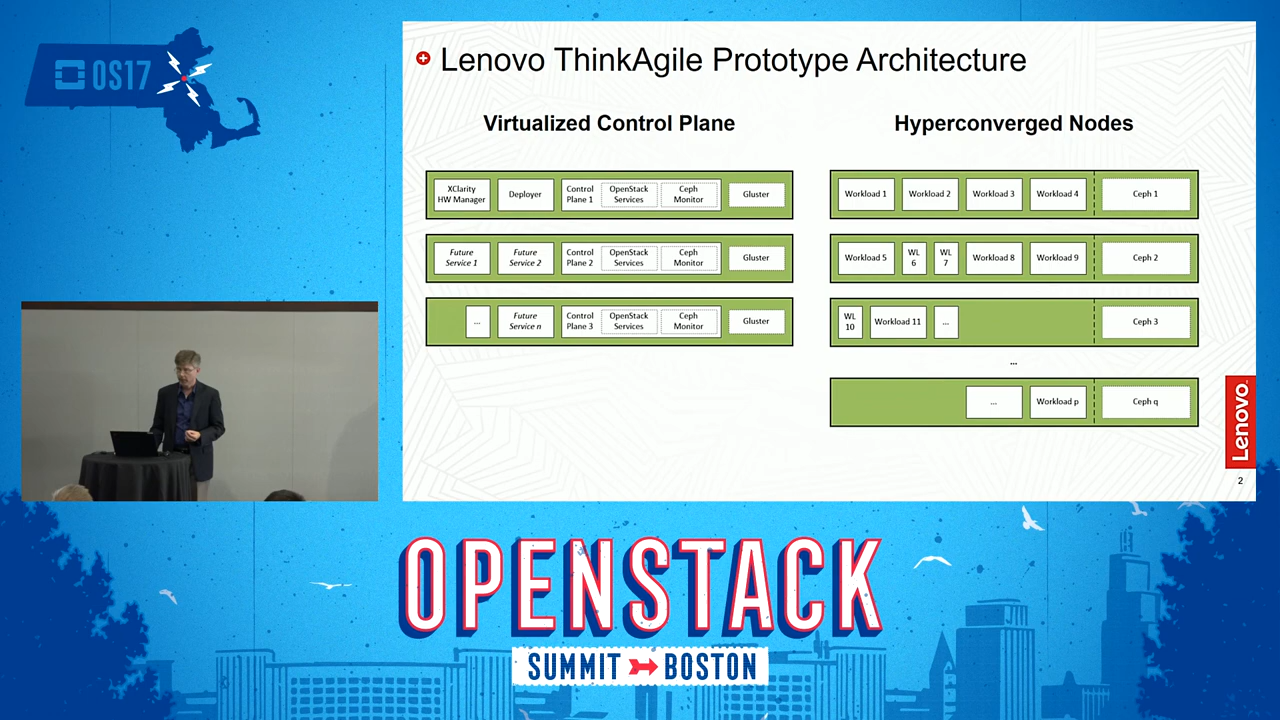 OS17
Lenovo ThinkAgile Prototype Architecture
Virtualized Control Plane
XClarity
HW Manager
Deployer
Control
Plane 1
OpenStack
Services
Ceph
Monitor
Gluster
Future
Service 1
Future
Service 2
Control
Plane 2
OpenStack
Services
Ceph
Monitor
Gluster
...
Future
Service n
Control
Plane 3
OpenStack
Services
Ceph
Monitor
Gluster
Hyperconverged Nodes
Workload 1
Workload 2
Workload 3
Workload 4
Ceph 1
Workload 5
WL
6
WL
7
Workload 8
Workload 9
Ceph 2
WL
10
Workload 11
...
Ceph 3
...
...
Workload p
Ceph q
Lenovo
2
OPENSTACK
SUMMIT BOSTON